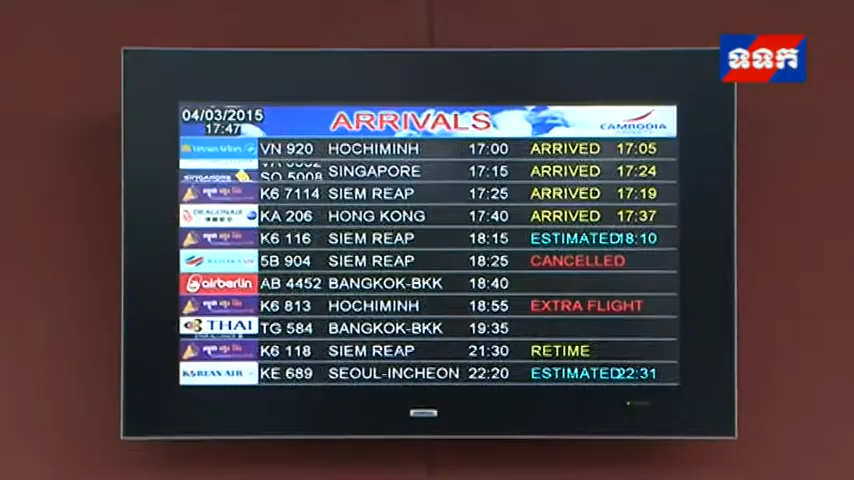 ទទក
04/03/2015
17:47
ARRIVALS
CAMBODIA
VN 920 HOCHIMINH 17:00 ARRIVED 17:05
SINGAPORE SQ 5008 SINGAPORE 17:15 ARRIVED 17:24
K6 7114 SIEM REAP 17:25 ARRIVED 17:19
DRAGONAIR KA 206 HONG KONG 17:40 ARRIVED 17:37
K6 116 SIEM REAP 18:15 ESTIMATED 18:10
5B 904 SIEM REAP 18:25 CANCELLED
airberlin AB 4452 BANGKOK-BKK 18:40
K6 813 HOCHIMINH 18:55 EXTRA FLIGHT
THAI TG 584 BANGKOK-BKK 19:35
K6 118 SIEM REAP 21:30 RETIME
KOREAN AIR KE 689 SEOUL-INCHEON 22:20 ESTIMATED 22:31